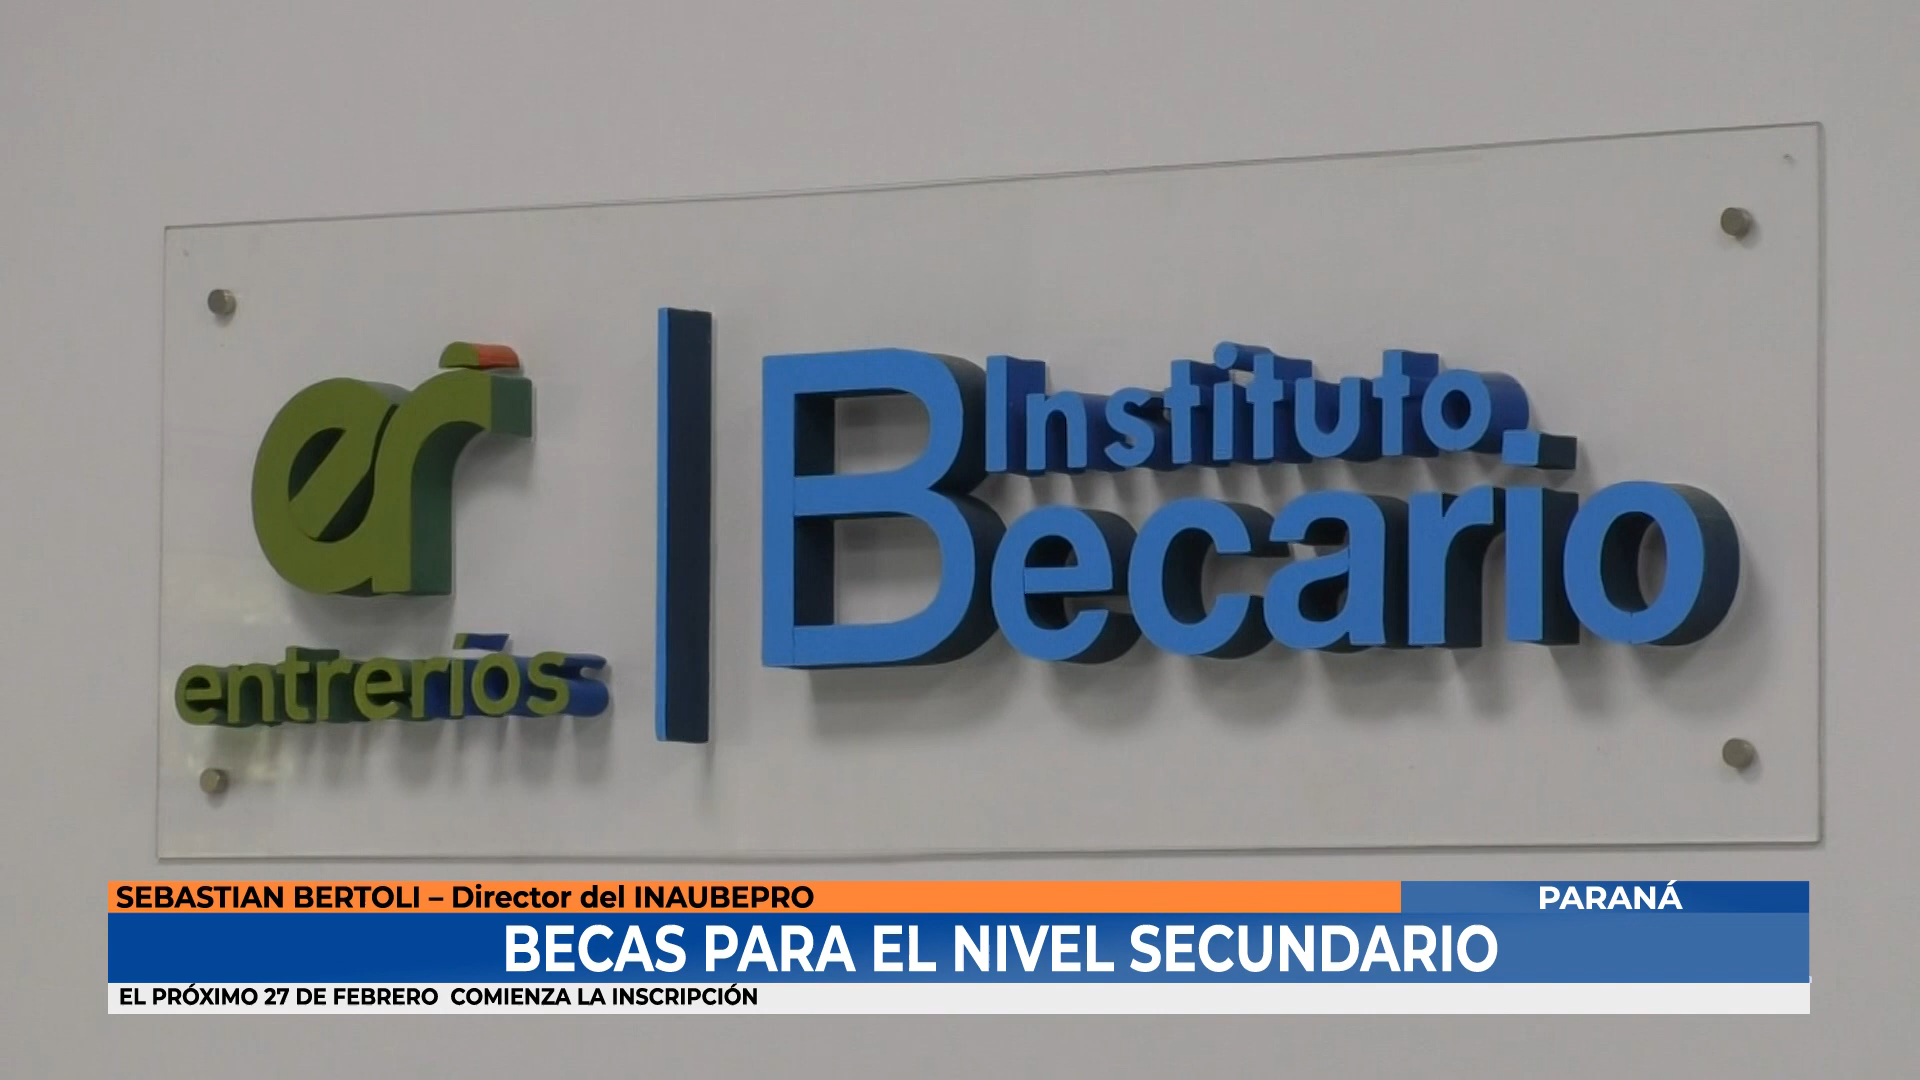 er
entreríos
Instituto
Becario
SEBASTIAN BERTOLI – Director del INAUBEPRO
PARANÁ
BECAS PARA EL NIVEL SECUNDARIO
EL PRÓXIMO 27 DE FEBRERO COMIENZA LA INSCRIPCIÓN